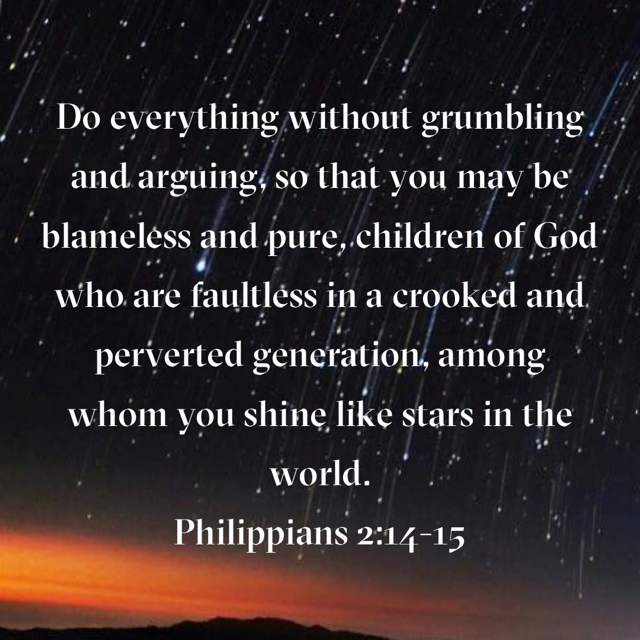 Do everything without grumbling
and arguing, so that you may be
blameless and pure, children of God
who are faultless in a crooked and
perverted generation, among
whom you shine like stars in the
world.
Philippians 2:14-15